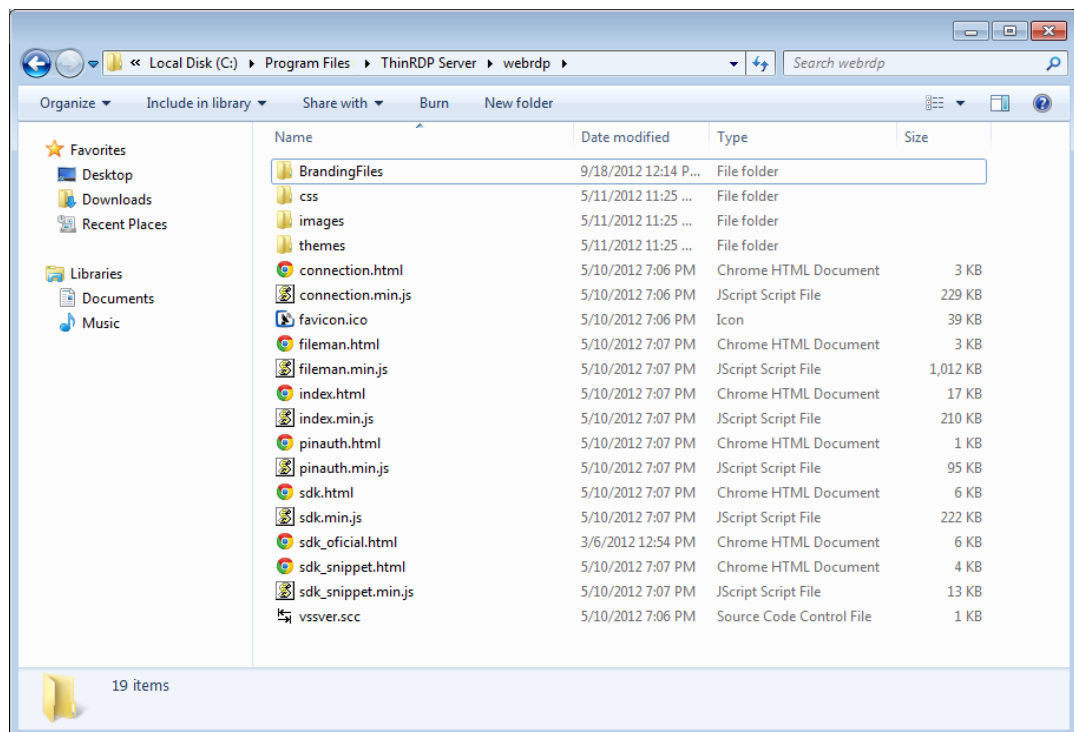 « Local Disk (C:) ▸ Program Files ▸ ThinRDP Server ▸ webrdp ▸ Search webrdp
Organize Include in library Share with Burn New folder
Name Date modified Type Size
Favorites
Desktop
Downloads
Recent Places
Libraries
Documents
Music
BrandingFiles 9/18/2012 12:14 P... File folder
css 5/11/2012 11:25 ... File folder
images 5/11/2012 11:25 ... File folder
themes 5/11/2012 11:25 ... File folder
connection.html 5/10/2012 7:06 PM Chrome HTML Document 3 KB
connection.min.js 5/10/2012 7:06 PM JScript Script File 229 KB
favicon.ico 5/10/2012 7:06 PM Icon 39 KB
fileman.html 5/10/2012 7:07 PM Chrome HTML Document 3 KB
fileman.min.js 5/10/2012 7:07 PM JScript Script File 1,012 KB
index.html 5/10/2012 7:07 PM Chrome HTML Document 17 KB
index.min.js 5/10/2012 7:07 PM JScript Script File 210 KB
pinauth.html 5/10/2012 7:07 PM Chrome HTML Document 1 KB
pinauth.min.js 5/10/2012 7:07 PM JScript Script File 95 KB
sdk.html 5/10/2012 7:07 PM Chrome HTML Document 6 KB
sdk.min.js 5/10/2012 7:07 PM JScript Script File 222 KB
sdk_oficial.html 3/6/2012 12:54 PM Chrome HTML Document 6 KB
sdk_snippet.html 5/10/2012 7:07 PM Chrome HTML Document 4 KB
sdk_snippet.min.js 5/10/2012 7:07 PM JScript Script File 13 KB
vssver.scc 5/10/2012 7:06 PM Source Code Control File 1 KB
19 items